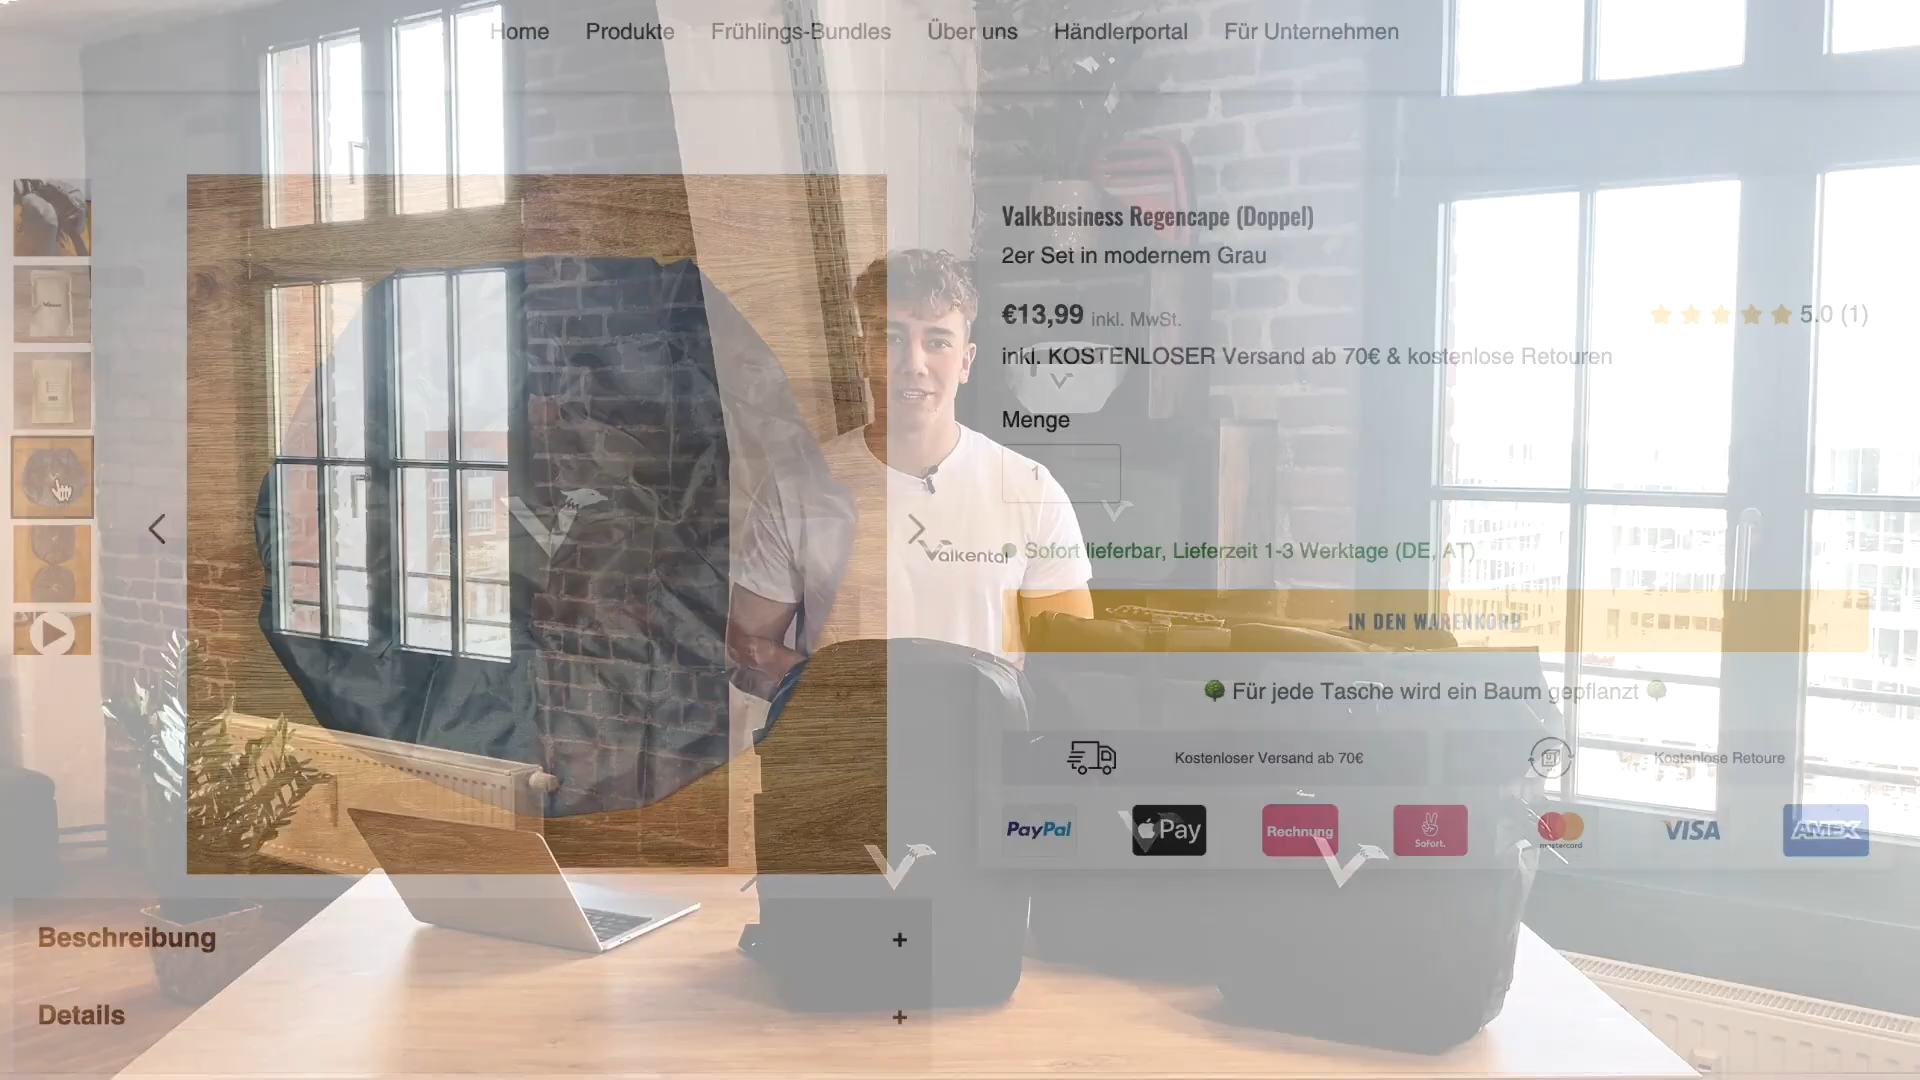 Home Produkte Frühlings-Bundles Über uns Händlerportal Für Unternehmen
ValkBusiness Regencape (Doppel)
2er Set in modernem Grau
€13,99 inkl. MwSt.
5.0 (1)
inkl. KOSTENLOSER Versand ab 70€ & kostenlose Retouren
Menge
1
Valkental
Sofort lieferbar, Lieferzeit 1-3 Werktage (DE, AT)
IN DEN WARENKORB
Für jede Tasche wird ein Baum gepflanzt
Kostenloser Versand ab 70€
Kostenlose Retoure
PayPal
Pay
Rechnung
Sofort.
mastercard
VISA
AMEX
Beschreibung +
Details +